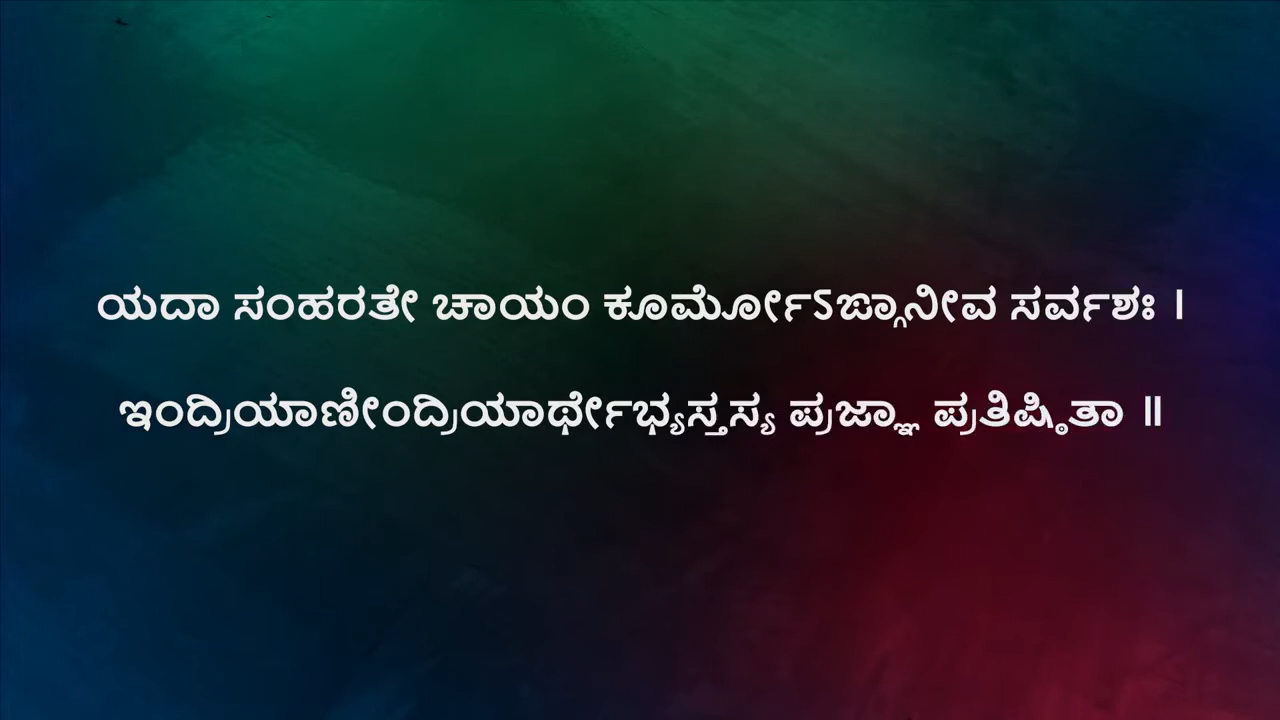 ಯದಾ ಸಂಹರತೇ ಚಾಯಂ ಕೂರ್ಮೋಽಙ್ಗಾನೀವ ಸರ್ವಶಃ ।
ಇಂದ್ರಿಯಾಣೀಂದ್ರಿಯಾರ್ಥೇಭ್ಯಸ್ತಸ್ಯ ಪ್ರಜ್ಞಾ ಪ್ರತಿಷ್ಠಿತಾ ॥